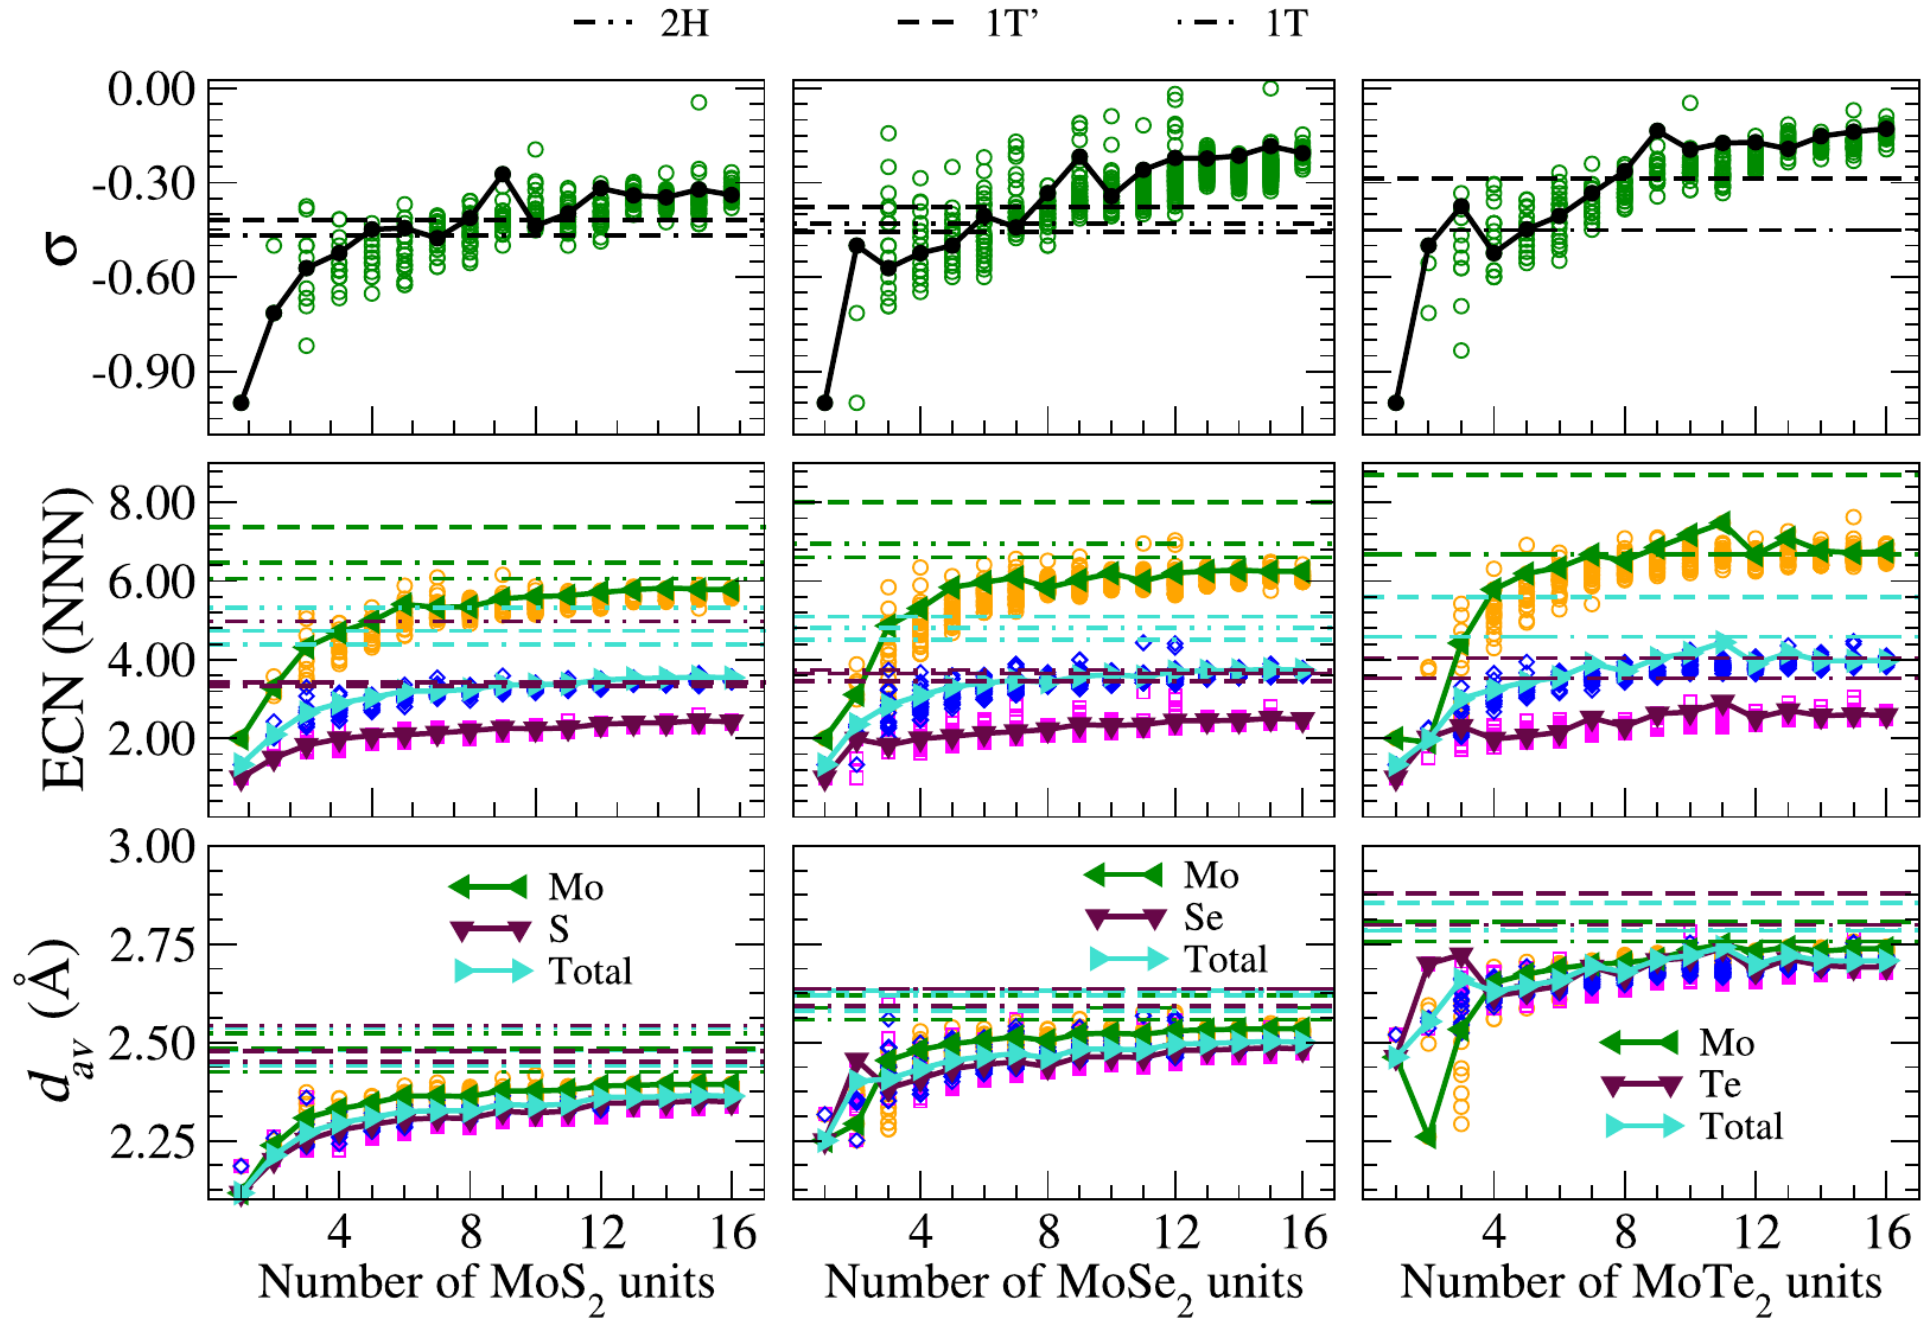 2H 1T’ 1T
0.00
-0.30
-0.60
-0.90
σ
8.00
6.00
4.00
2.00
ECN (NNN)
3.00
2.75
2.50
2.25
d_av (Å)
Mo
S
Total
Mo
Se
Total
Mo
Te
Total
4 8 12 16
4 8 12 16
4 8 12 16
Number of MoS₂ units
Number of MoSe₂ units
Number of MoTe₂ units